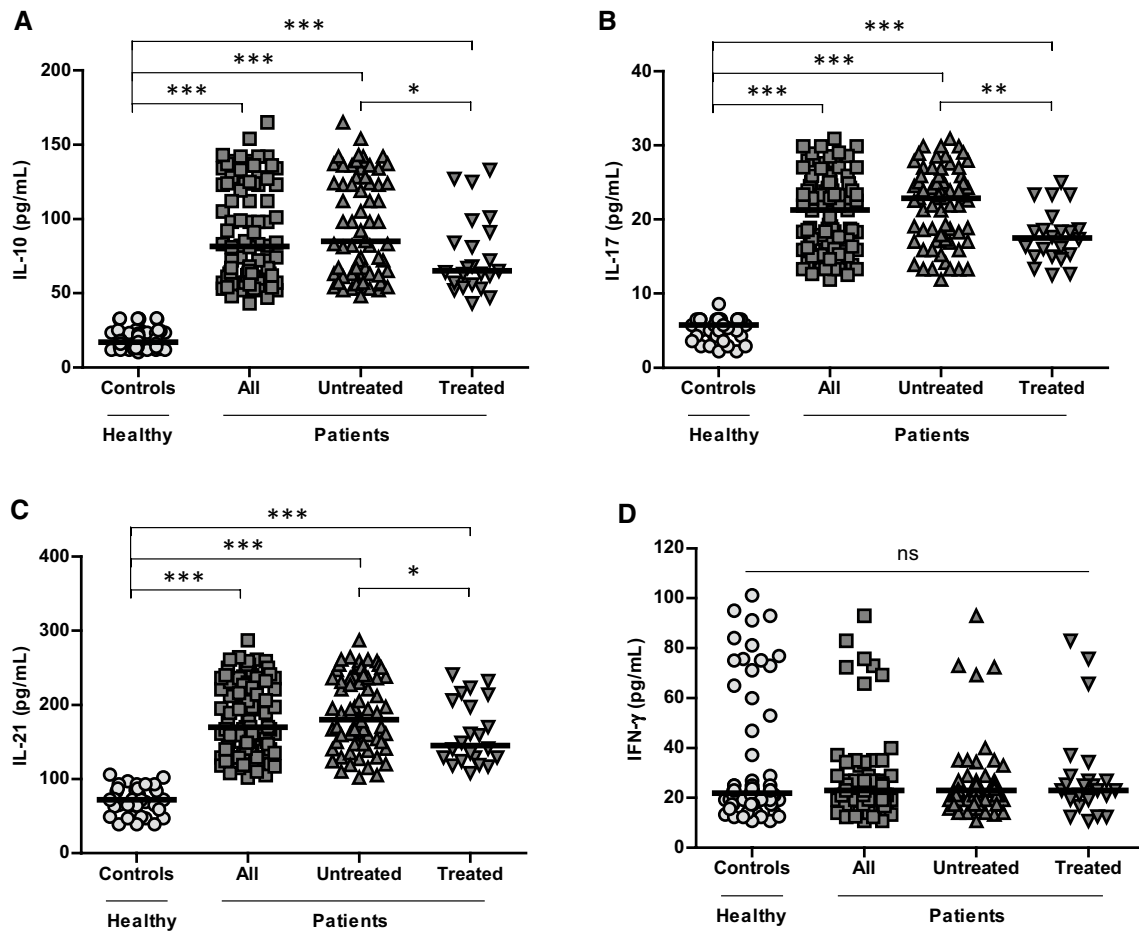 A
***
***
***
*
200
150
100
50
0
IL-10 (pg/mL)
Controls All Untreated Treated
Healthy Patients
B
***
***
***
**
40
30
20
10
0
IL-17 (pg/mL)
Controls All Untreated Treated
Healthy Patients
C
***
***
***
*
400
300
200
100
0
IL-21 (pg/mL)
Controls All Untreated Treated
Healthy Patients
D
ns
120
100
80
60
40
20
0
IFN-γ (pg/mL)
Controls All Untreated Treated
Healthy Patients